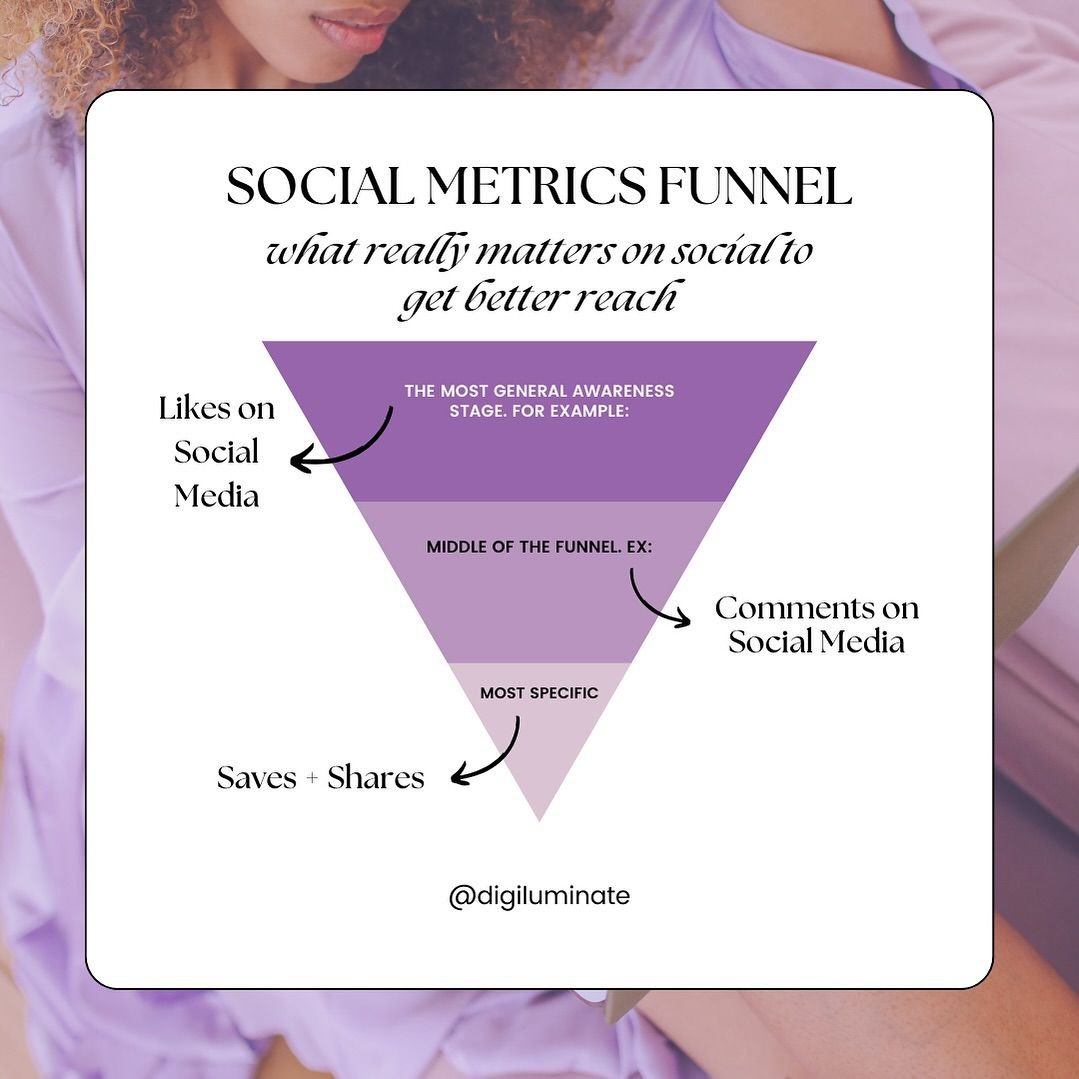 SOCIAL METRICS FUNNEL
what really matters on social to
get better reach
THE MOST GENERAL AWARENESS
STAGE. FOR EXAMPLE:
Likes on
Social
Media
MIDDLE OF THE FUNNEL. EX:
Comments on
Social Media
MOST SPECIFIC
Saves + Shares
@digiluminate